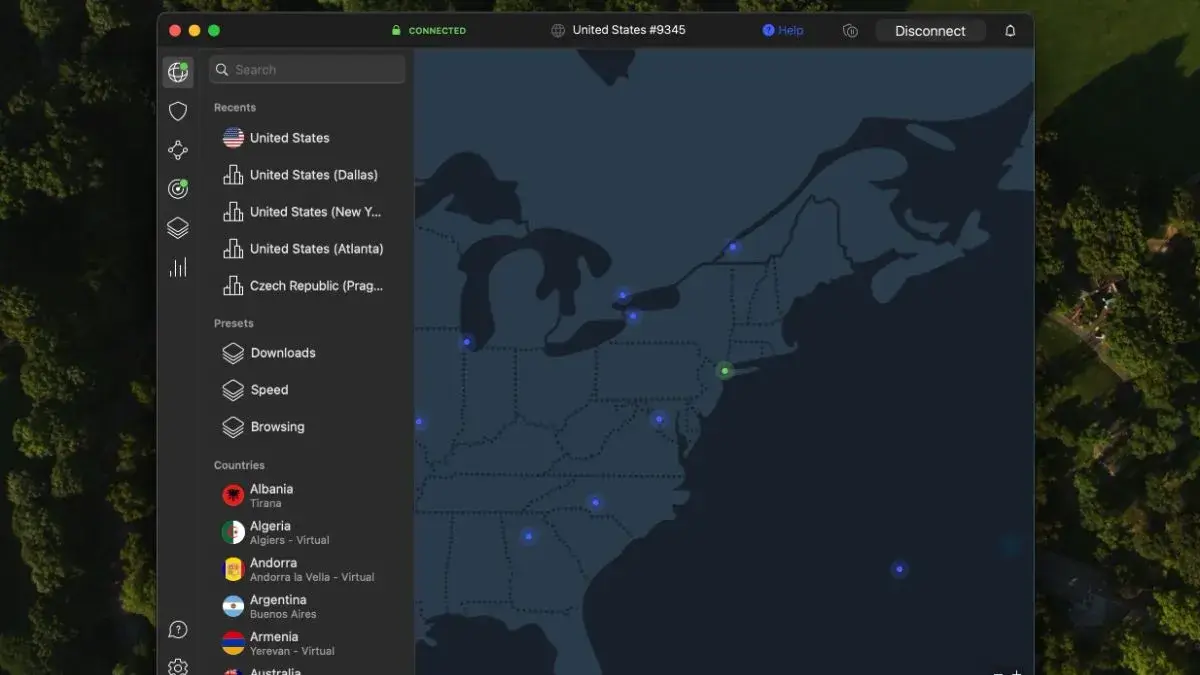 CONNECTED
United States #9345
? Help
Disconnect
Search
Recents
United States
United States (Dallas)
United States (New Y...
United States (Atlanta)
Czech Republic (Prag...
Presets
Downloads
Speed
Browsing
Countries
Albania
Tirana
Algeria
Algiers - Virtual
Andorra
Andorra la Vella - Virtual
Argentina
Buenos Aires
Armenia
Yerevan - Virtual
Australia
?